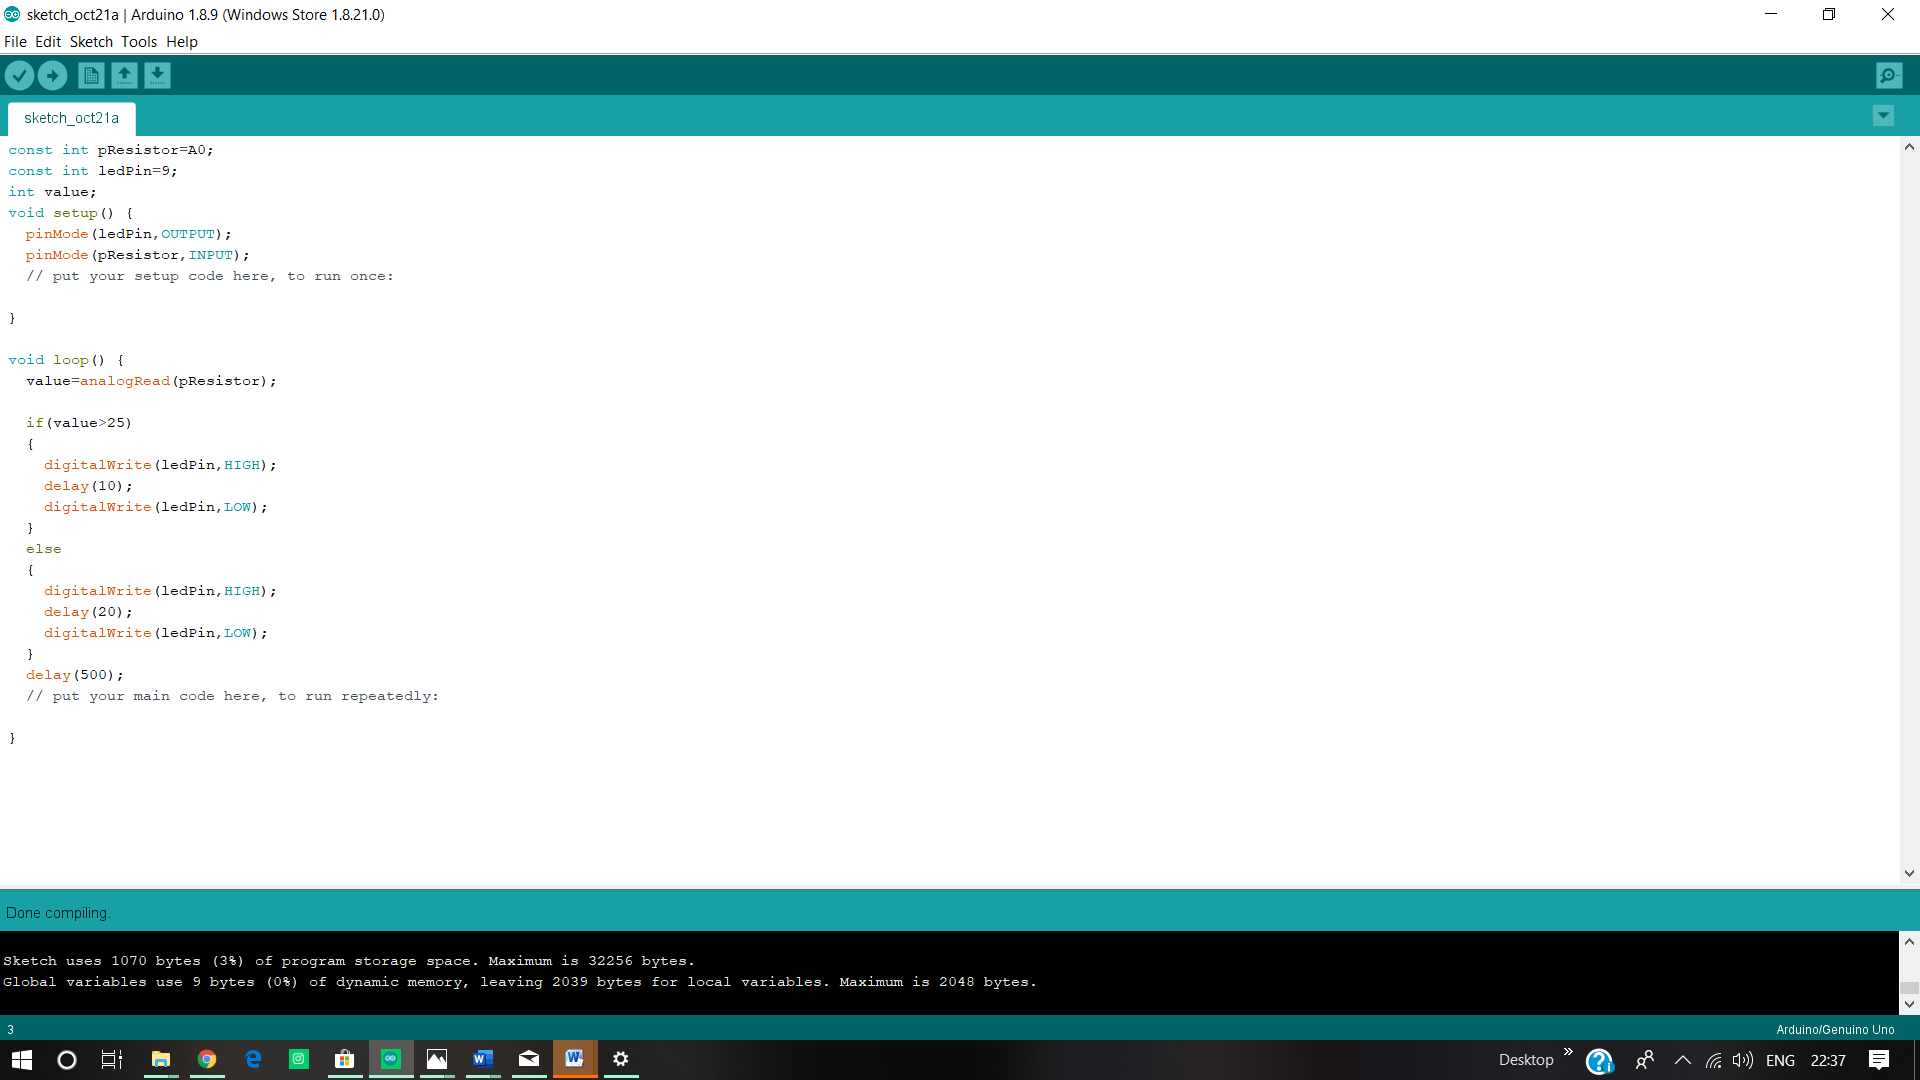 sketch_oct21a | Arduino 1.8.9 (Windows Store 1.8.21.0)
File Edit Sketch Tools Help
sketch_oct21a
const int pResistor=A0;
const int ledPin=9;
int value;
void setup() {
  pinMode(ledPin,OUTPUT);
  pinMode(pResistor,INPUT);
  // put your setup code here, to run once:
}
void loop() {
  value=analogRead(pResistor);
  if(value>25)
  {
    digitalWrite(ledPin,HIGH);
    delay(10);
    digitalWrite(ledPin,LOW);
  }
  else
  {
    digitalWrite(ledPin,HIGH);
    delay(20);
    digitalWrite(ledPin,LOW);
  }
  delay(500);
  // put your main code here, to run repeatedly:
}
Done compiling.
Sketch uses 1070 bytes (3%) of program storage space. Maximum is 32256 bytes.
Global variables use 9 bytes (0%) of dynamic memory, leaving 2039 bytes for local variables. Maximum is 2048 bytes.
3 Arduino/Genuino Uno
Desktop » ENG 22:37